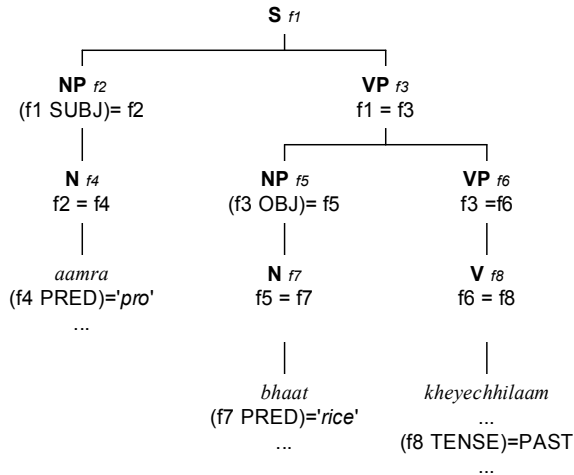 S f1
NP f2 VP f3
(f1 SUBJ)= f2 f1 = f3
N f4 NP f5 VP f6
f2 = f4 (f3 OBJ)= f5 f3 =f6
aamra N f7 V f8
(f4 PRED)='pro' f5 = f7 f6 = f8
...
bhaat kheyechhilaam
(f7 PRED)='rice' ...
... (f8 TENSE)=PAST
...